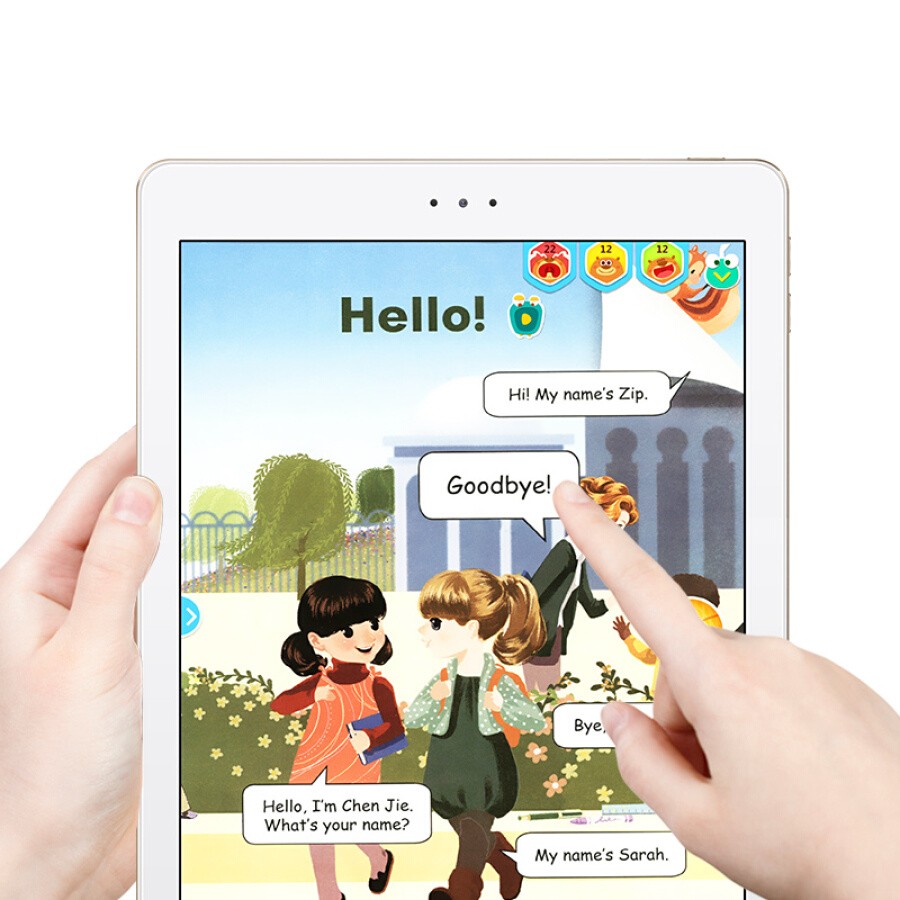 22 12 12
Hello!
D
Hi! My name's Zip.
Goodbye!
Bye,
Hello, I'm Chen Jie.
What's your name?
My name's Sarah.